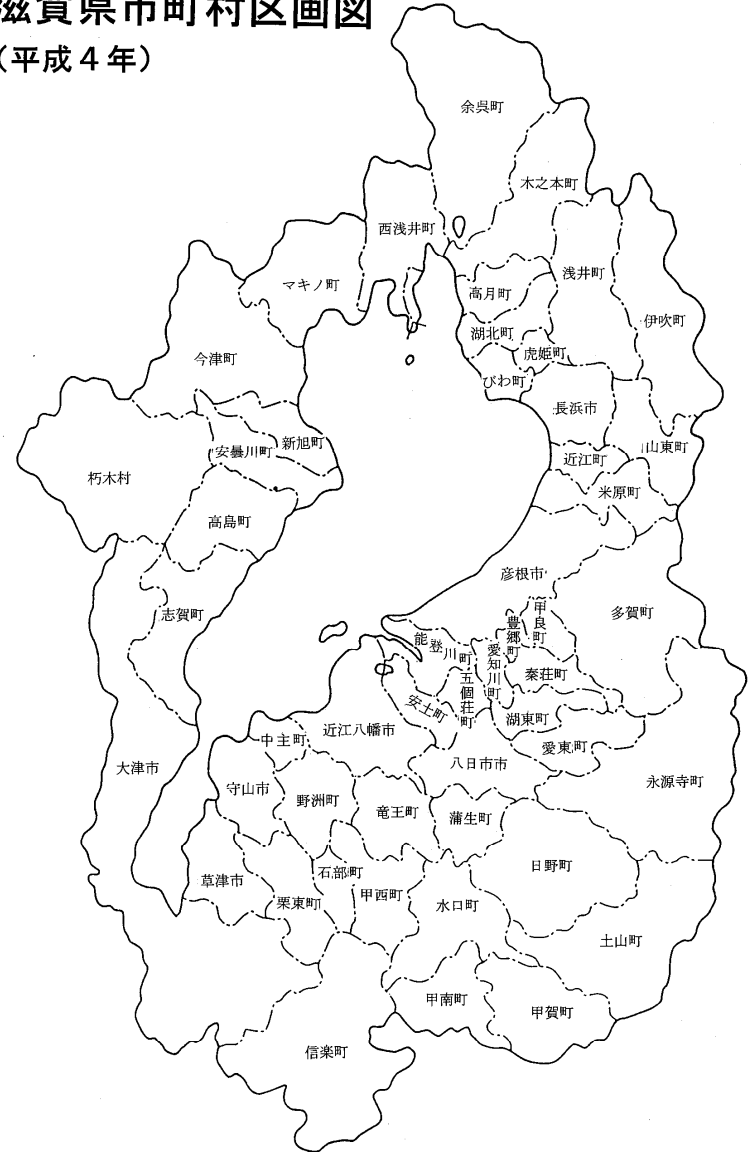 滋賀県市町村区画図
（平成４年）
余呉町
木之本町
西浅井町
浅井町
マキノ町
高月町
伊吹町
湖北町
虎姫町
今津町
びわ町
長浜市
新旭町
安曇川町
山東町
近江町
朽木村
米原町
高島町
彦根市
志賀町
多賀町
甲良町
豊郷町
能登川町
愛知川町
秦荘町
五個荘町
安土町
湖東町
近江八幡市
中主町
愛東町
大津市
八日市市
永源寺町
守山市
野洲町
竜王町
蒲生町
日野町
石部町
草津市
甲西町
栗東町
水口町
土山町
甲南町
甲賀町
信楽町